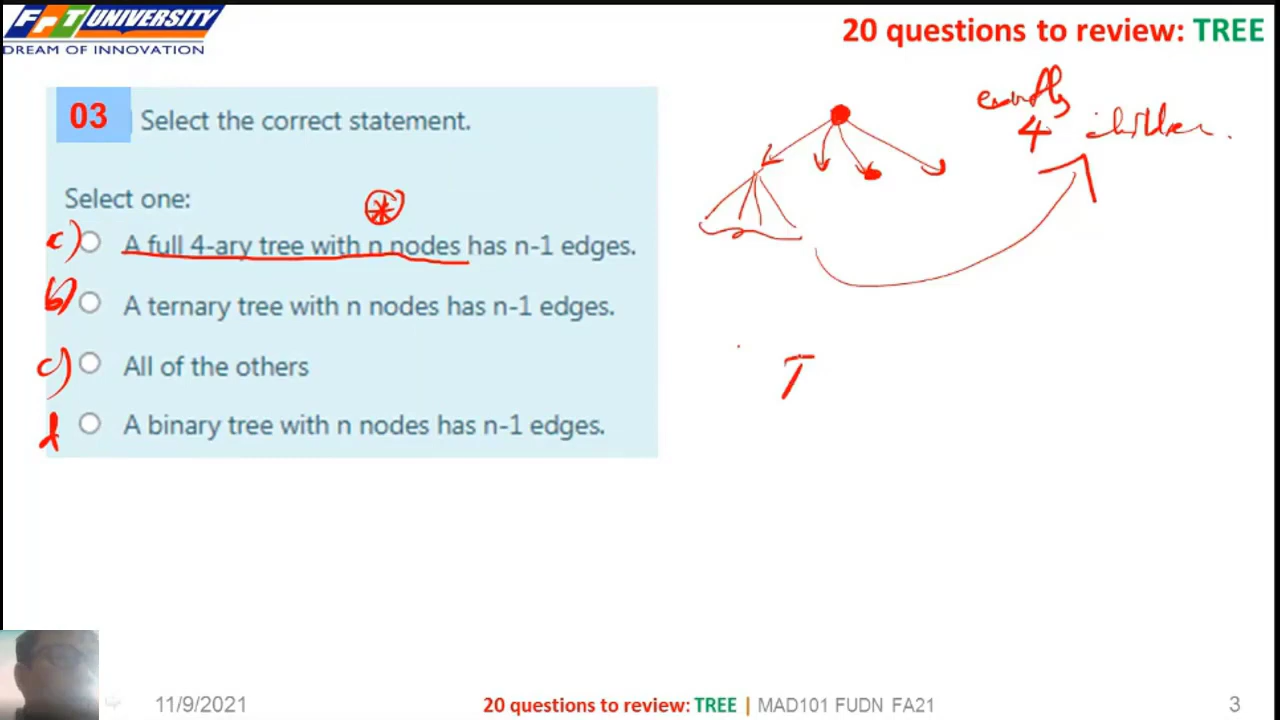 FPT UNIVERSITY
DREAM OF INNOVATION
20 questions to review: TREE
03 Select the correct statement.
Select one:
c) A full 4-ary tree with n nodes has n-1 edges.
b) A ternary tree with n nodes has n-1 edges.
c) All of the others
d A binary tree with n nodes has n-1 edges.
exactly
4 children.
T
11/9/2021
20 questions to review: TREE | MAD101 FUDN FA21
3